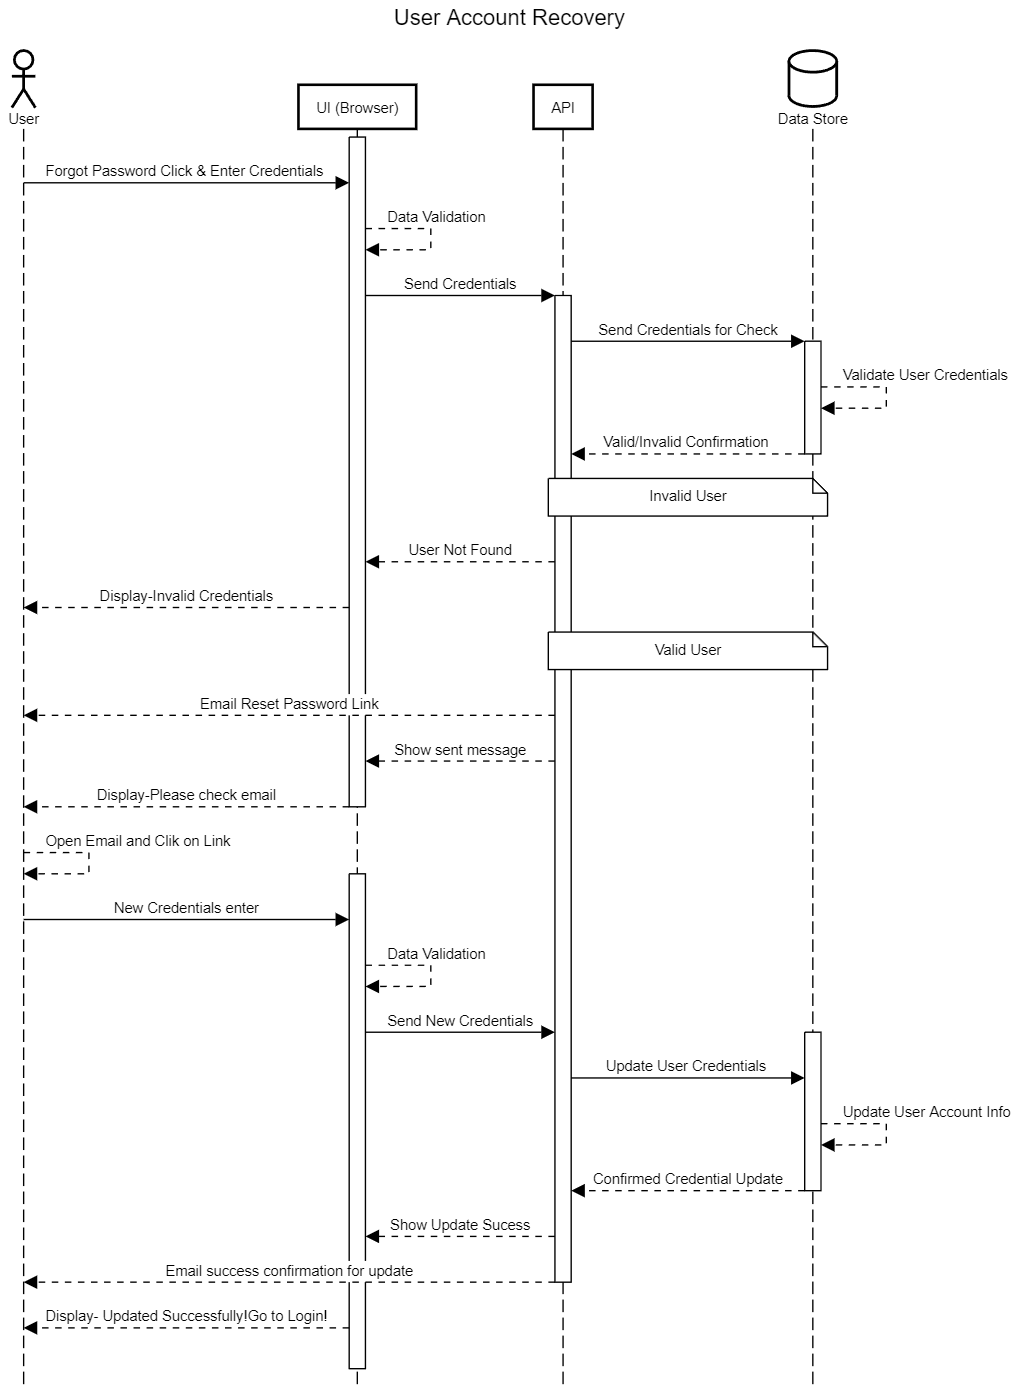 User Account Recovery
User
UI (Browser)
API
Data Store
Forgot Password Click & Enter Credentials
Data Validation
Send Credentials
Send Credentials for Check
Validate User Credentials
Valid/Invalid Confirmation
Invalid User
User Not Found
Display-Invalid Credentials
Valid User
Email Reset Password Link
Show sent message
Display-Please check email
Open Email and Clik on Link
New Credentials enter
Data Validation
Send New Credentials
Update User Credentials
Update User Account Info
Confirmed Credential Update
Show Update Sucess
Email success confirmation for update
Display- Updated Successfully!Go to Login!